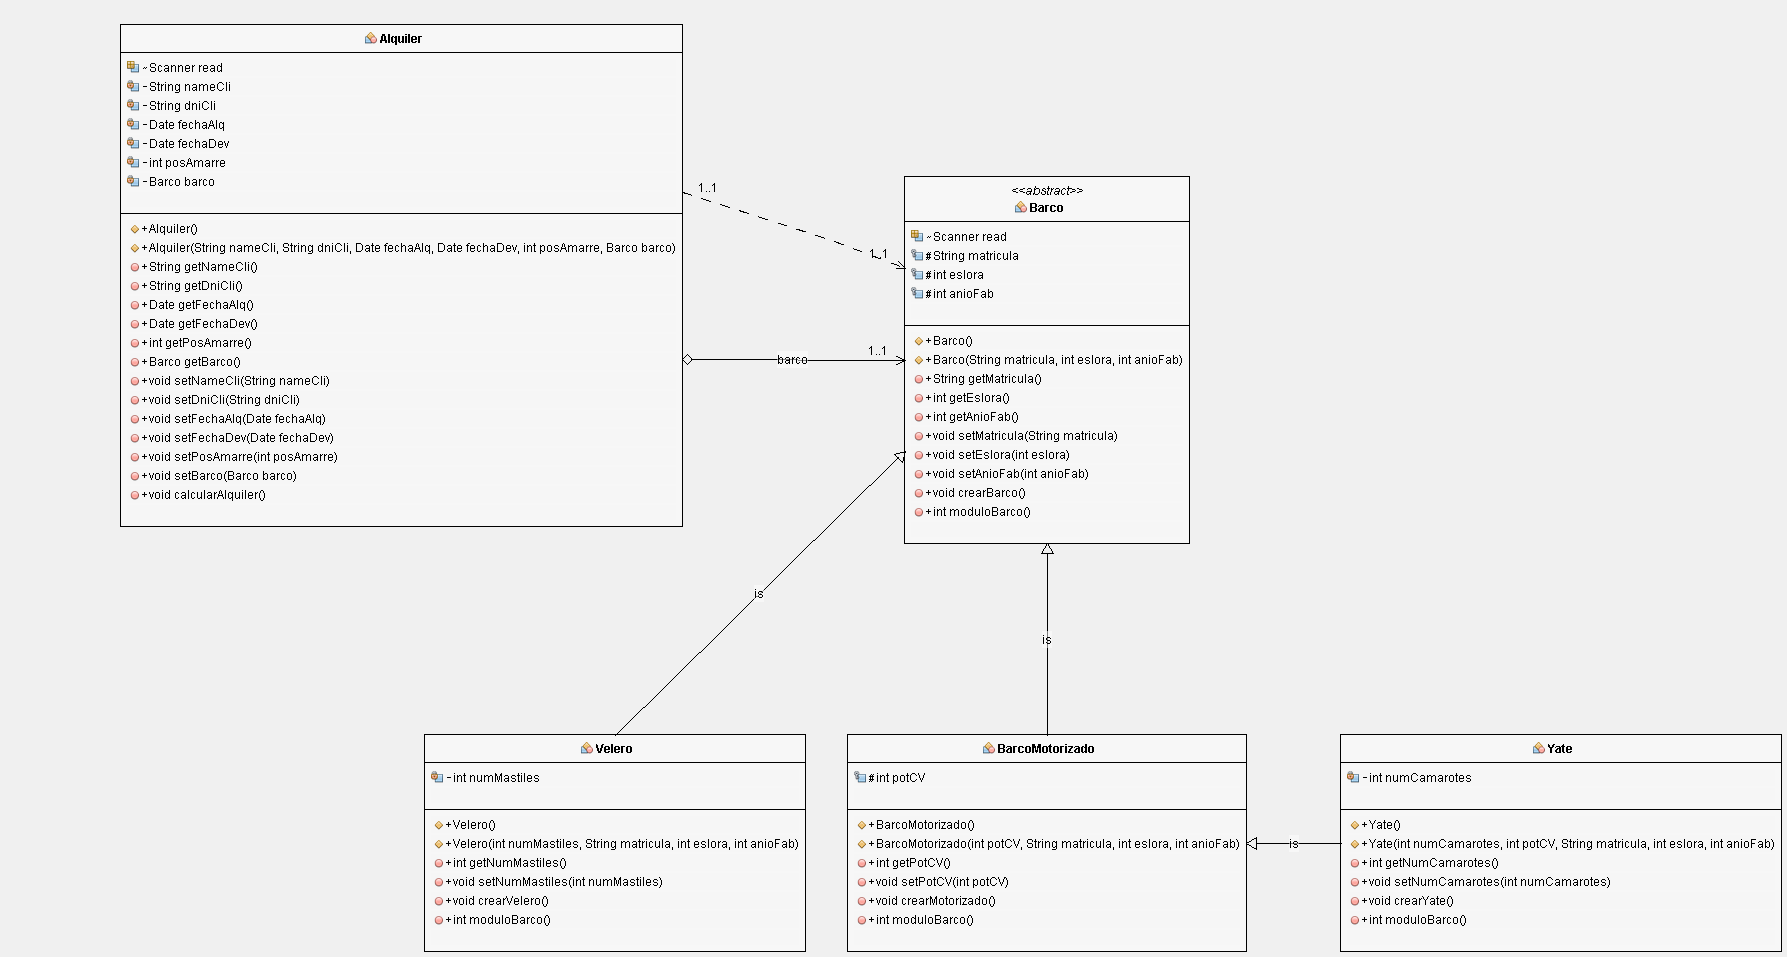 Alquiler
~Scanner read
-String nameCli
-String dniCli
-Date fechaAlq
-Date fechaDev
-int posAmarre
-Barco barco
+Alquiler()
+Alquiler(String nameCli, String dniCli, Date fechaAlq, Date fechaDev, int posAmarre, Barco barco)
+String getNameCli()
+String getDniCli()
+Date getFechaAlq()
+Date getFechaDev()
+int getPosAmarre()
+Barco getBarco()
+void setNameCli(String nameCli)
+void setDniCli(String dniCli)
+void setFechaAlq(Date fechaAlq)
+void setFechaDev(Date fechaDev)
+void setPosAmarre(int posAmarre)
+void setBarco(Barco barco)
+void calcularAlquiler()
1..1
1..1
barco
1..1
<<abstract>>
Barco
~Scanner read
#String matricula
#int eslora
#int anioFab
+Barco()
+Barco(String matricula, int eslora, int anioFab)
+String getMatricula()
+int getEslora()
+int getAnioFab()
+void setMatricula(String matricula)
+void setEslora(int eslora)
+void setAnioFab(int anioFab)
+void crearBarco()
+int moduloBarco()
is
is
Velero
-int numMastiles
+Velero()
+Velero(int numMastiles, String matricula, int eslora, int anioFab)
+int getNumMastiles()
+void setNumMastiles(int numMastiles)
+void crearVelero()
+int moduloBarco()
BarcoMotorizado
#int potCV
+BarcoMotorizado()
+BarcoMotorizado(int potCV, String matricula, int eslora, int anioFab)
+int getPotCV()
+void setPotCV(int potCV)
+void crearMotorizado()
+int moduloBarco()
is
Yate
-int numCamarotes
+Yate()
+Yate(int numCamarotes, int potCV, String matricula, int eslora, int anioFab)
+int getNumCamarotes()
+void setNumCamarotes(int numCamarotes)
+void crearYate()
+int moduloBarco()